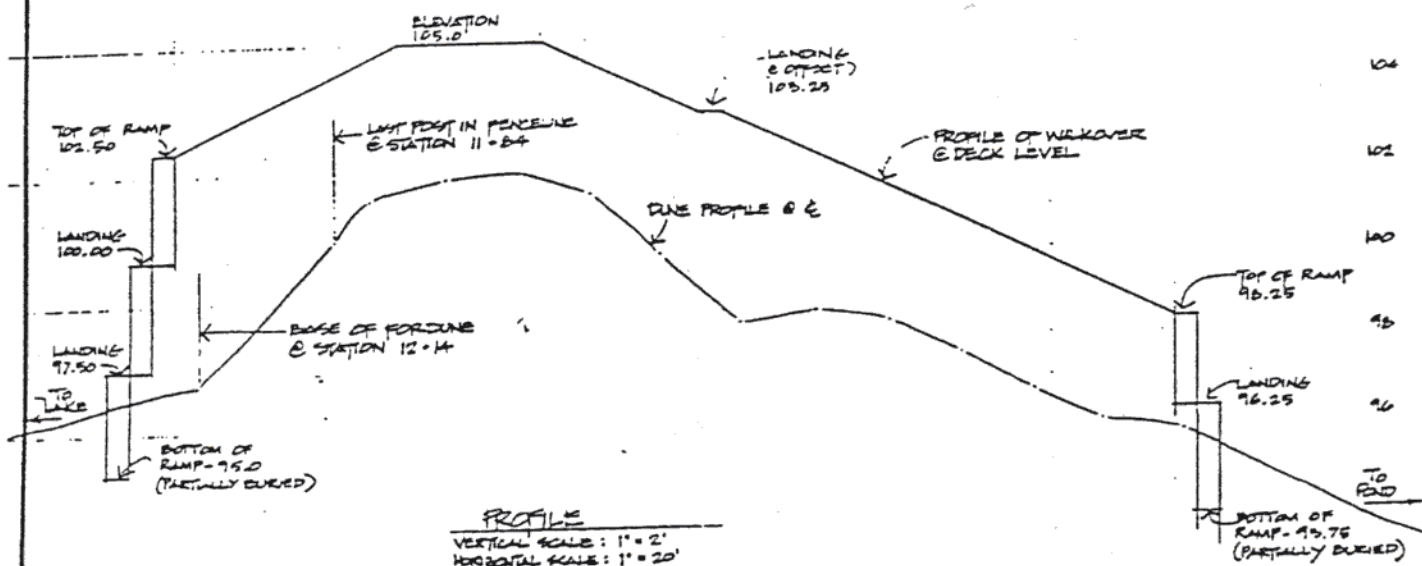 ELEVATION
105.0'
LANDING
@ OFFSET)
103.25
104
TOP OF RAMP
102.50
LAST POST IN FENCELINE
@ STATION 11+84
PROFILE OF WALKOVER
@ DECK LEVEL
102
DUNE PROFILE @ ℄
LANDING
100.00
100
TOP OF RAMP
98.25
BASE OF FORDUNE
@ STATION 12+14
98
LANDING
97.50
TO
LAKE
LANDING
96.25
96
BOTTOM OF
RAMP-95.0
(PARTIALLY BURIED)
TO
POND
PROFILE
VERTICAL SCALE: 1" = 2'
HORIZONTAL SCALE: 1" = 20'
BOTTOM OF
RAMP-93.75
(PARTIALLY BURIED)